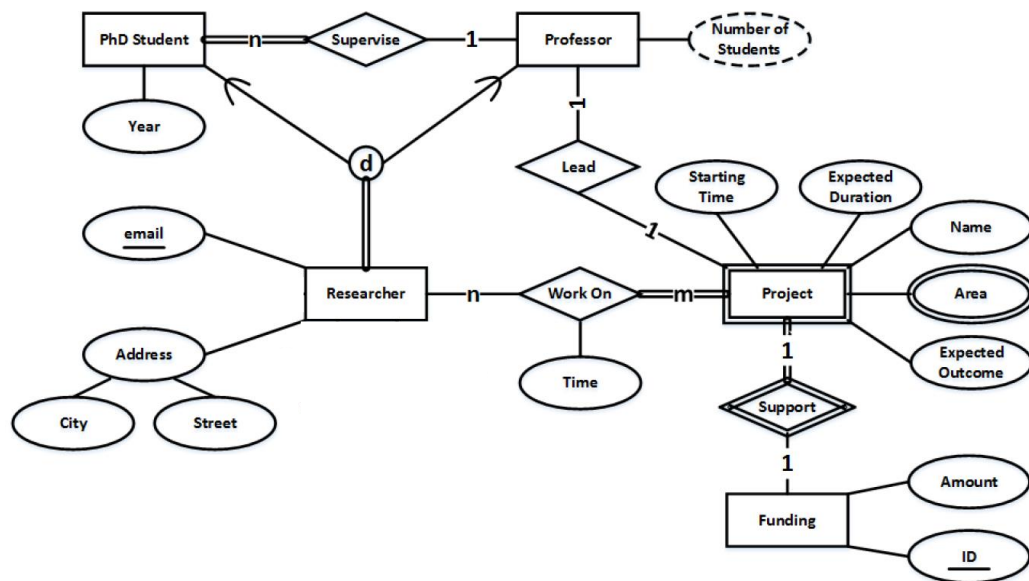 PhD Student
n
Supervise
1
Professor
Number of
Students
Year
1
d
Lead
Starting
Time
Expected
Duration
email
1
Name
Researcher
n
Work On
m
Project
Area
Address
1
Expected
Outcome
Time
City
Street
Support
1
Amount
Funding
ID